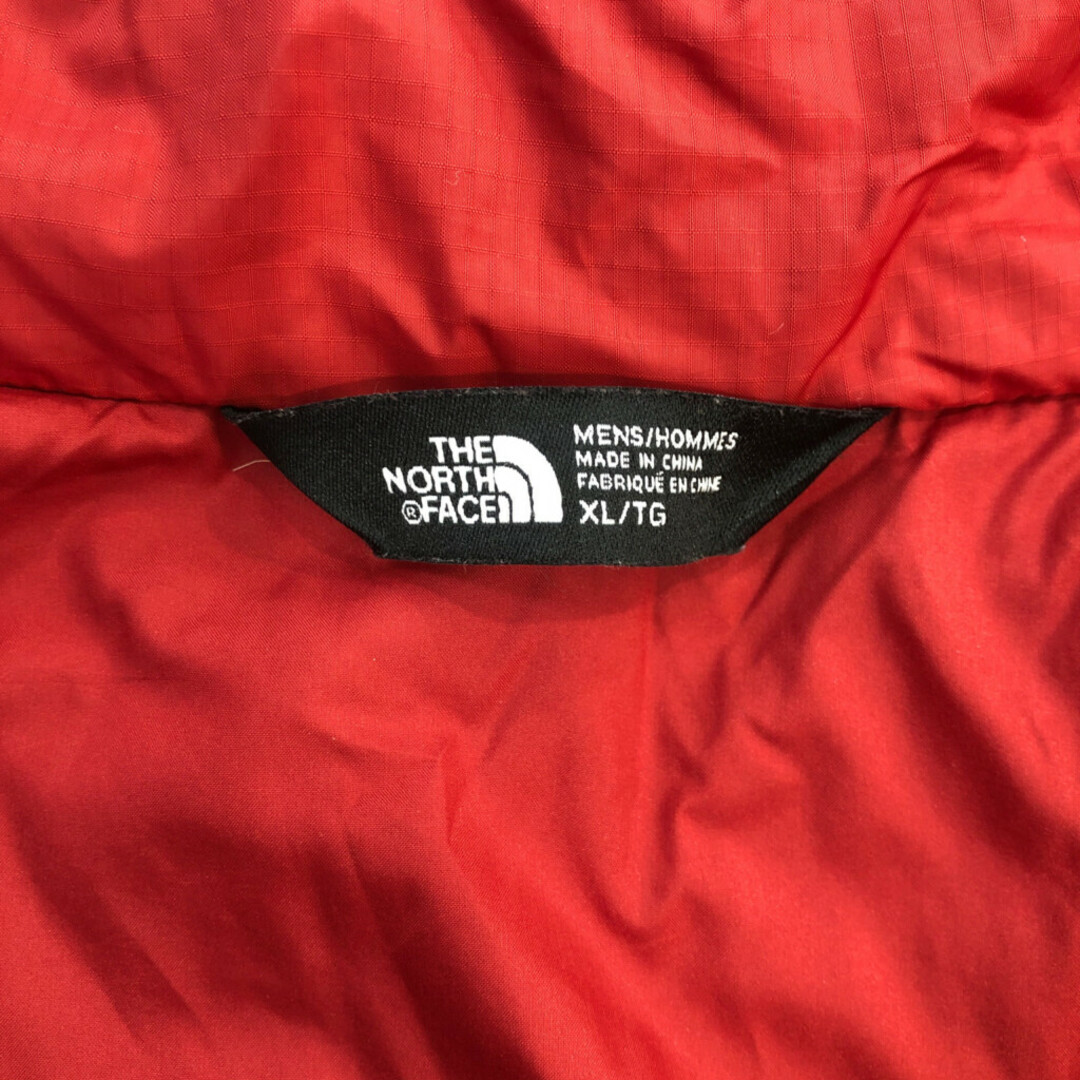 THE
NORTH
®FACE
MENS/HOMMES
MADE IN CHINA
FABRIQUÉ EN CHINE
XL/TG